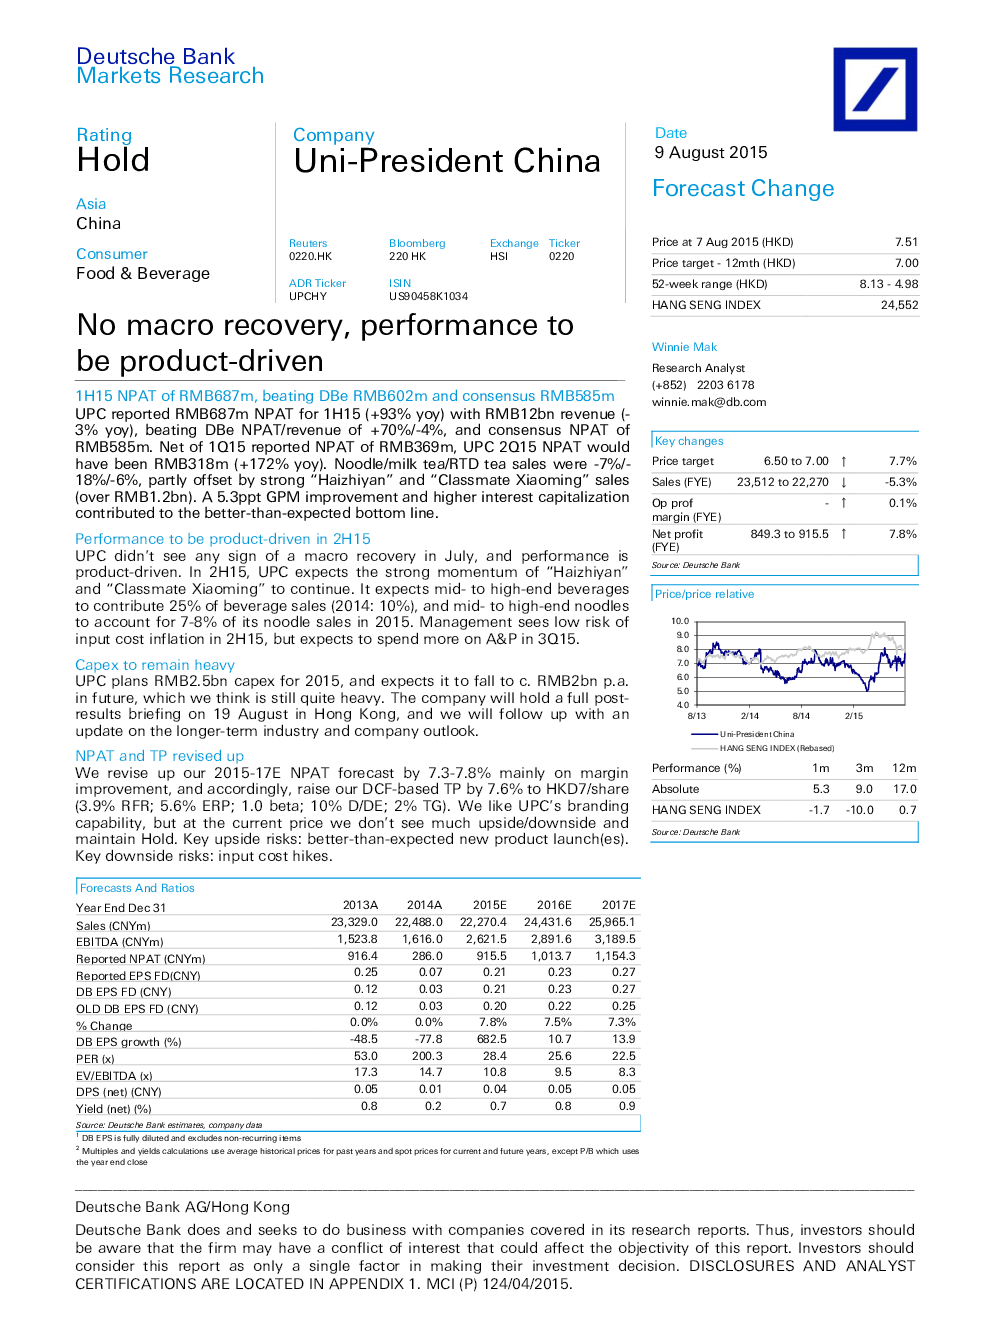 Deutsche Bank
Markets Research
Rating
Hold
Asia
China
Consumer
Food & Beverage
Company
Uni-President China
Reuters Bloomberg Exchange Ticker
0220.HK 220 HK HSI 0220
ADR Ticker ISIN
UPCHY US90458K1034
Date
9 August 2015
Forecast Change
Price at 7 Aug 2015 (HKD) 7.51
Price target - 12mth (HKD) 7.00
52-week range (HKD) 8.13 - 4.98
HANG SENG INDEX 24,552
No macro recovery, performance to
be product-driven
1H15 NPAT of RMB687m, beating DBe RMB602m and consensus RMB585m
UPC reported RMB687m NPAT for 1H15 (+93% yoy) with RMB12bn revenue (-
3% yoy), beating DBe NPAT/revenue of +70%/-4%, and consensus NPAT of
RMB585m. Net of 1Q15 reported NPAT of RMB369m, UPC 2Q15 NPAT would
have been RMB318m (+172% yoy). Noodle/milk tea/RTD tea sales were -7%/-
18%/-6%, partly offset by strong “Haizhiyan” and “Classmate Xiaoming” sales
(over RMB1.2bn). A 5.3ppt GPM improvement and higher interest capitalization
contributed to the better-than-expected bottom line.
Performance to be product-driven in 2H15
UPC didn’t see any sign of a macro recovery in July, and performance is
product-driven. In 2H15, UPC expects the strong momentum of “Haizhiyan”
and “Classmate Xiaoming” to continue. It expects mid- to high-end beverages
to contribute 25% of beverage sales (2014: 10%), and mid- to high-end noodles
to account for 7-8% of its noodle sales in 2015. Management sees low risk of
input cost inflation in 2H15, but expects to spend more on A&P in 3Q15.
Capex to remain heavy
UPC plans RMB2.5bn capex for 2015, and expects it to fall to c. RMB2bn p.a.
in future, which we think is still quite heavy. The company will hold a full post-
results briefing on 19 August in Hong Kong, and we will follow up with an
update on the longer-term industry and company outlook.
NPAT and TP revised up
We revise up our 2015-17E NPAT forecast by 7.3-7.8% mainly on margin
improvement, and accordingly, raise our DCF-based TP by 7.6% to HKD7/share
(3.9% RFR; 5.6% ERP; 1.0 beta; 10% D/DE; 2% TG). We like UPC’s branding
capability, but at the current price we don’t see much upside/downside and
maintain Hold. Key upside risks: better-than-expected new product launch(es).
Key downside risks: input cost hikes.
Winnie Mak
Research Analyst
(+852) 2203 6178
winnie.mak@db.com
Key changes
Price target 6.50 to 7.00 ↑ 7.7%
Sales (FYE) 23,512 to 22,270 ↓ -5.3%
Op prof - ↑ 0.1%
margin (FYE)
Net profit 849.3 to 915.5 ↑ 7.8%
(FYE)
Source: Deutsche Bank
Price/price relative
10.0
9.0
8.0
7.0
6.0
5.0
4.0
8/13 2/14 8/14 2/15
Uni-President China
HANG SENG INDEX (Rebased)
Performance (%) 1m 3m 12m
Absolute 5.3 9.0 17.0
HANG SENG INDEX -1.7 -10.0 0.7
Source: Deutsche Bank
Forecasts And Ratios
Year End Dec 31 2013A 2014A 2015E 2016E 2017E
Sales (CNYm) 23,329.0 22,488.0 22,270.4 24,431.6 25,965.1
EBITDA (CNYm) 1,523.8 1,616.0 2,621.5 2,891.6 3,189.5
Reported NPAT (CNYm) 916.4 286.0 915.5 1,013.7 1,154.3
Reported EPS FD(CNY) 0.25 0.07 0.21 0.23 0.27
DB EPS FD (CNY) 0.12 0.03 0.21 0.23 0.27
OLD DB EPS FD (CNY) 0.12 0.03 0.20 0.22 0.25
% Change 0.0% 0.0% 7.8% 7.5% 7.3%
DB EPS growth (%) -48.5 -77.8 682.5 10.7 13.9
PER (x) 53.0 200.3 28.4 25.6 22.5
EV/EBITDA (x) 17.3 14.7 10.8 9.5 8.3
DPS (net) (CNY) 0.05 0.01 0.04 0.05 0.05
Yield (net) (%) 0.8 0.2 0.7 0.8 0.9
Source: Deutsche Bank estimates, company data
1 DB EPS is fully diluted and excludes non-recurring items
2 Multiples and yields calculations use average historical prices for past years and spot prices for current and future years, except P/B which uses
the year end close
Deutsche Bank AG/Hong Kong
Deutsche Bank does and seeks to do business with companies covered in its research reports. Thus, investors should
be aware that the firm may have a conflict of interest that could affect the objectivity of this report. Investors should
consider this report as only a single factor in making their investment decision. DISCLOSURES AND ANALYST
CERTIFICATIONS ARE LOCATED IN APPENDIX 1. MCI (P) 124/04/2015.